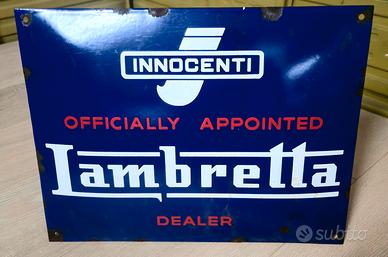 INNOCENTI
OFFICIALLY APPOINTED
Lambretta
DEALER
subito